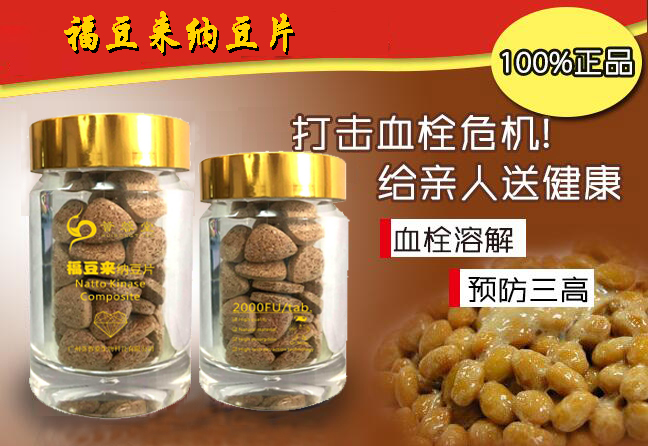 福豆来纳豆片
100%正品
打击血栓危机!
给亲人送健康
血栓溶解
预防三高
福豆来纳豆片
Natto Kinase
Composite
2000FU/tab.